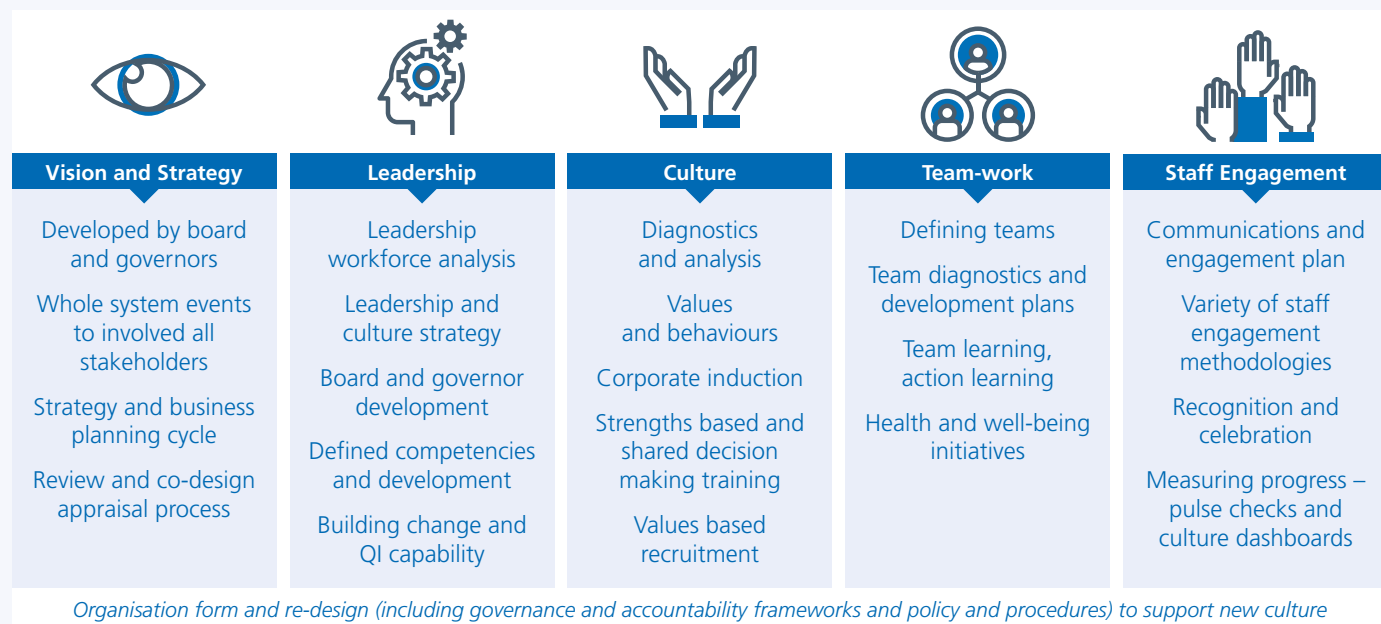 Vision and Strategy
Developed by board
and governors
Whole system events
to involved all
stakeholders
Strategy and business
planning cycle
Review and co-design
appraisal process
Leadership
Leadership
workforce analysis
Leadership and
culture strategy
Board and governor
development
Defined competencies
and development
Building change and
QI capability
Culture
Diagnostics
and analysis
Values
and behaviours
Corporate induction
Strengths based and
shared decision
making training
Values based
recruitment
Team-work
Defining teams
Team diagnostics and
development plans
Team learning,
action learning
Health and well-being
initiatives
Staff Engagement
Communications and
engagement plan
Variety of staff
engagement
methodologies
Recognition and
celebration
Measuring progress –
pulse checks and
culture dashboards
Organisation form and re-design (including governance and accountability frameworks and policy and procedures) to support new culture